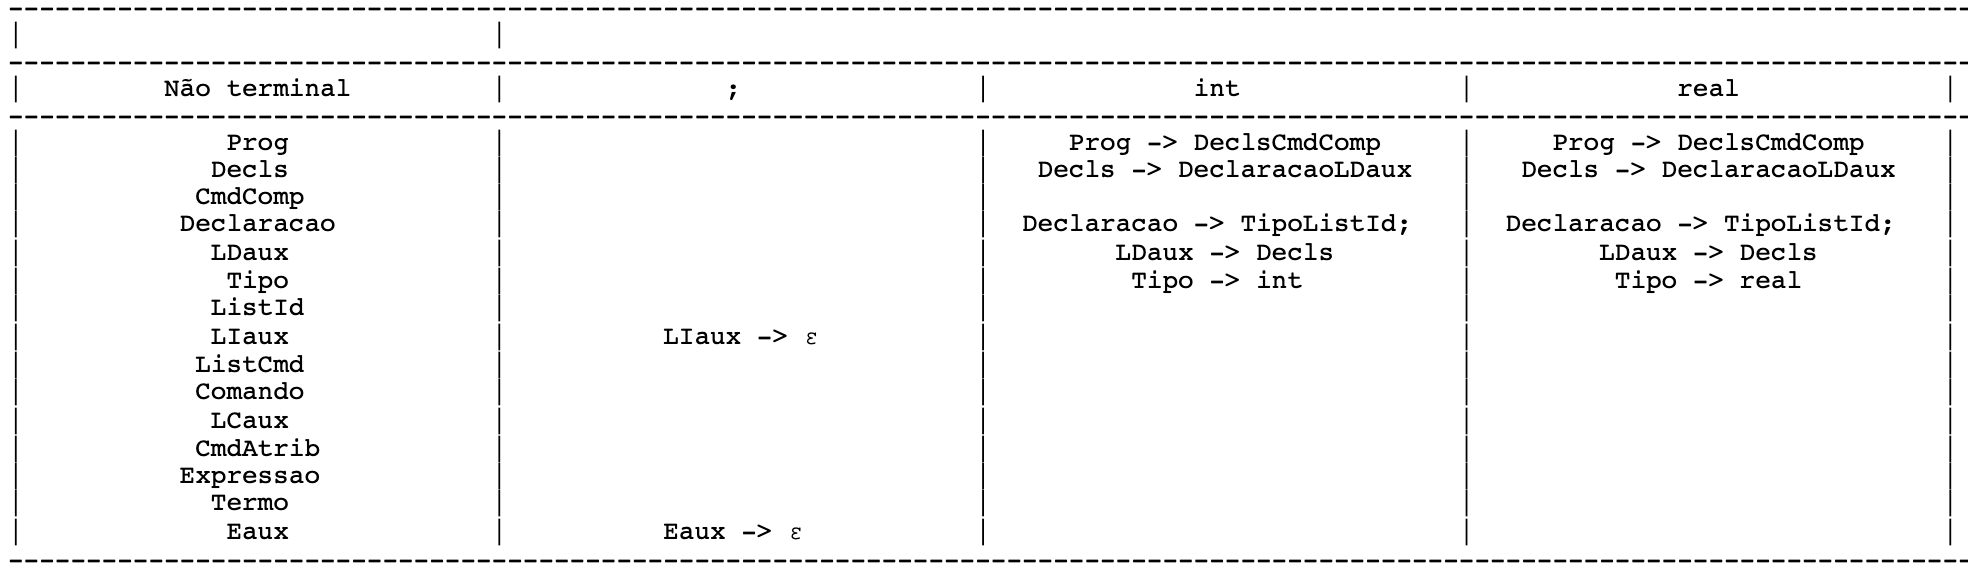 Não terminal ; int real
Prog Prog -> DeclsCmdComp Prog -> DeclsCmdComp
Decls Decls -> DeclaracaoLDaux Decls -> DeclaracaoLDaux
CmdComp
Declaracao Declaracao -> TipoListId; Declaracao -> TipoListId;
LDaux LDaux -> Decls LDaux -> Decls
Tipo Tipo -> int Tipo -> real
ListId
LIaux LIaux -> ε
ListCmd
Comando
LCaux
CmdAtrib
Expressao
Termo
Eaux Eaux -> ε